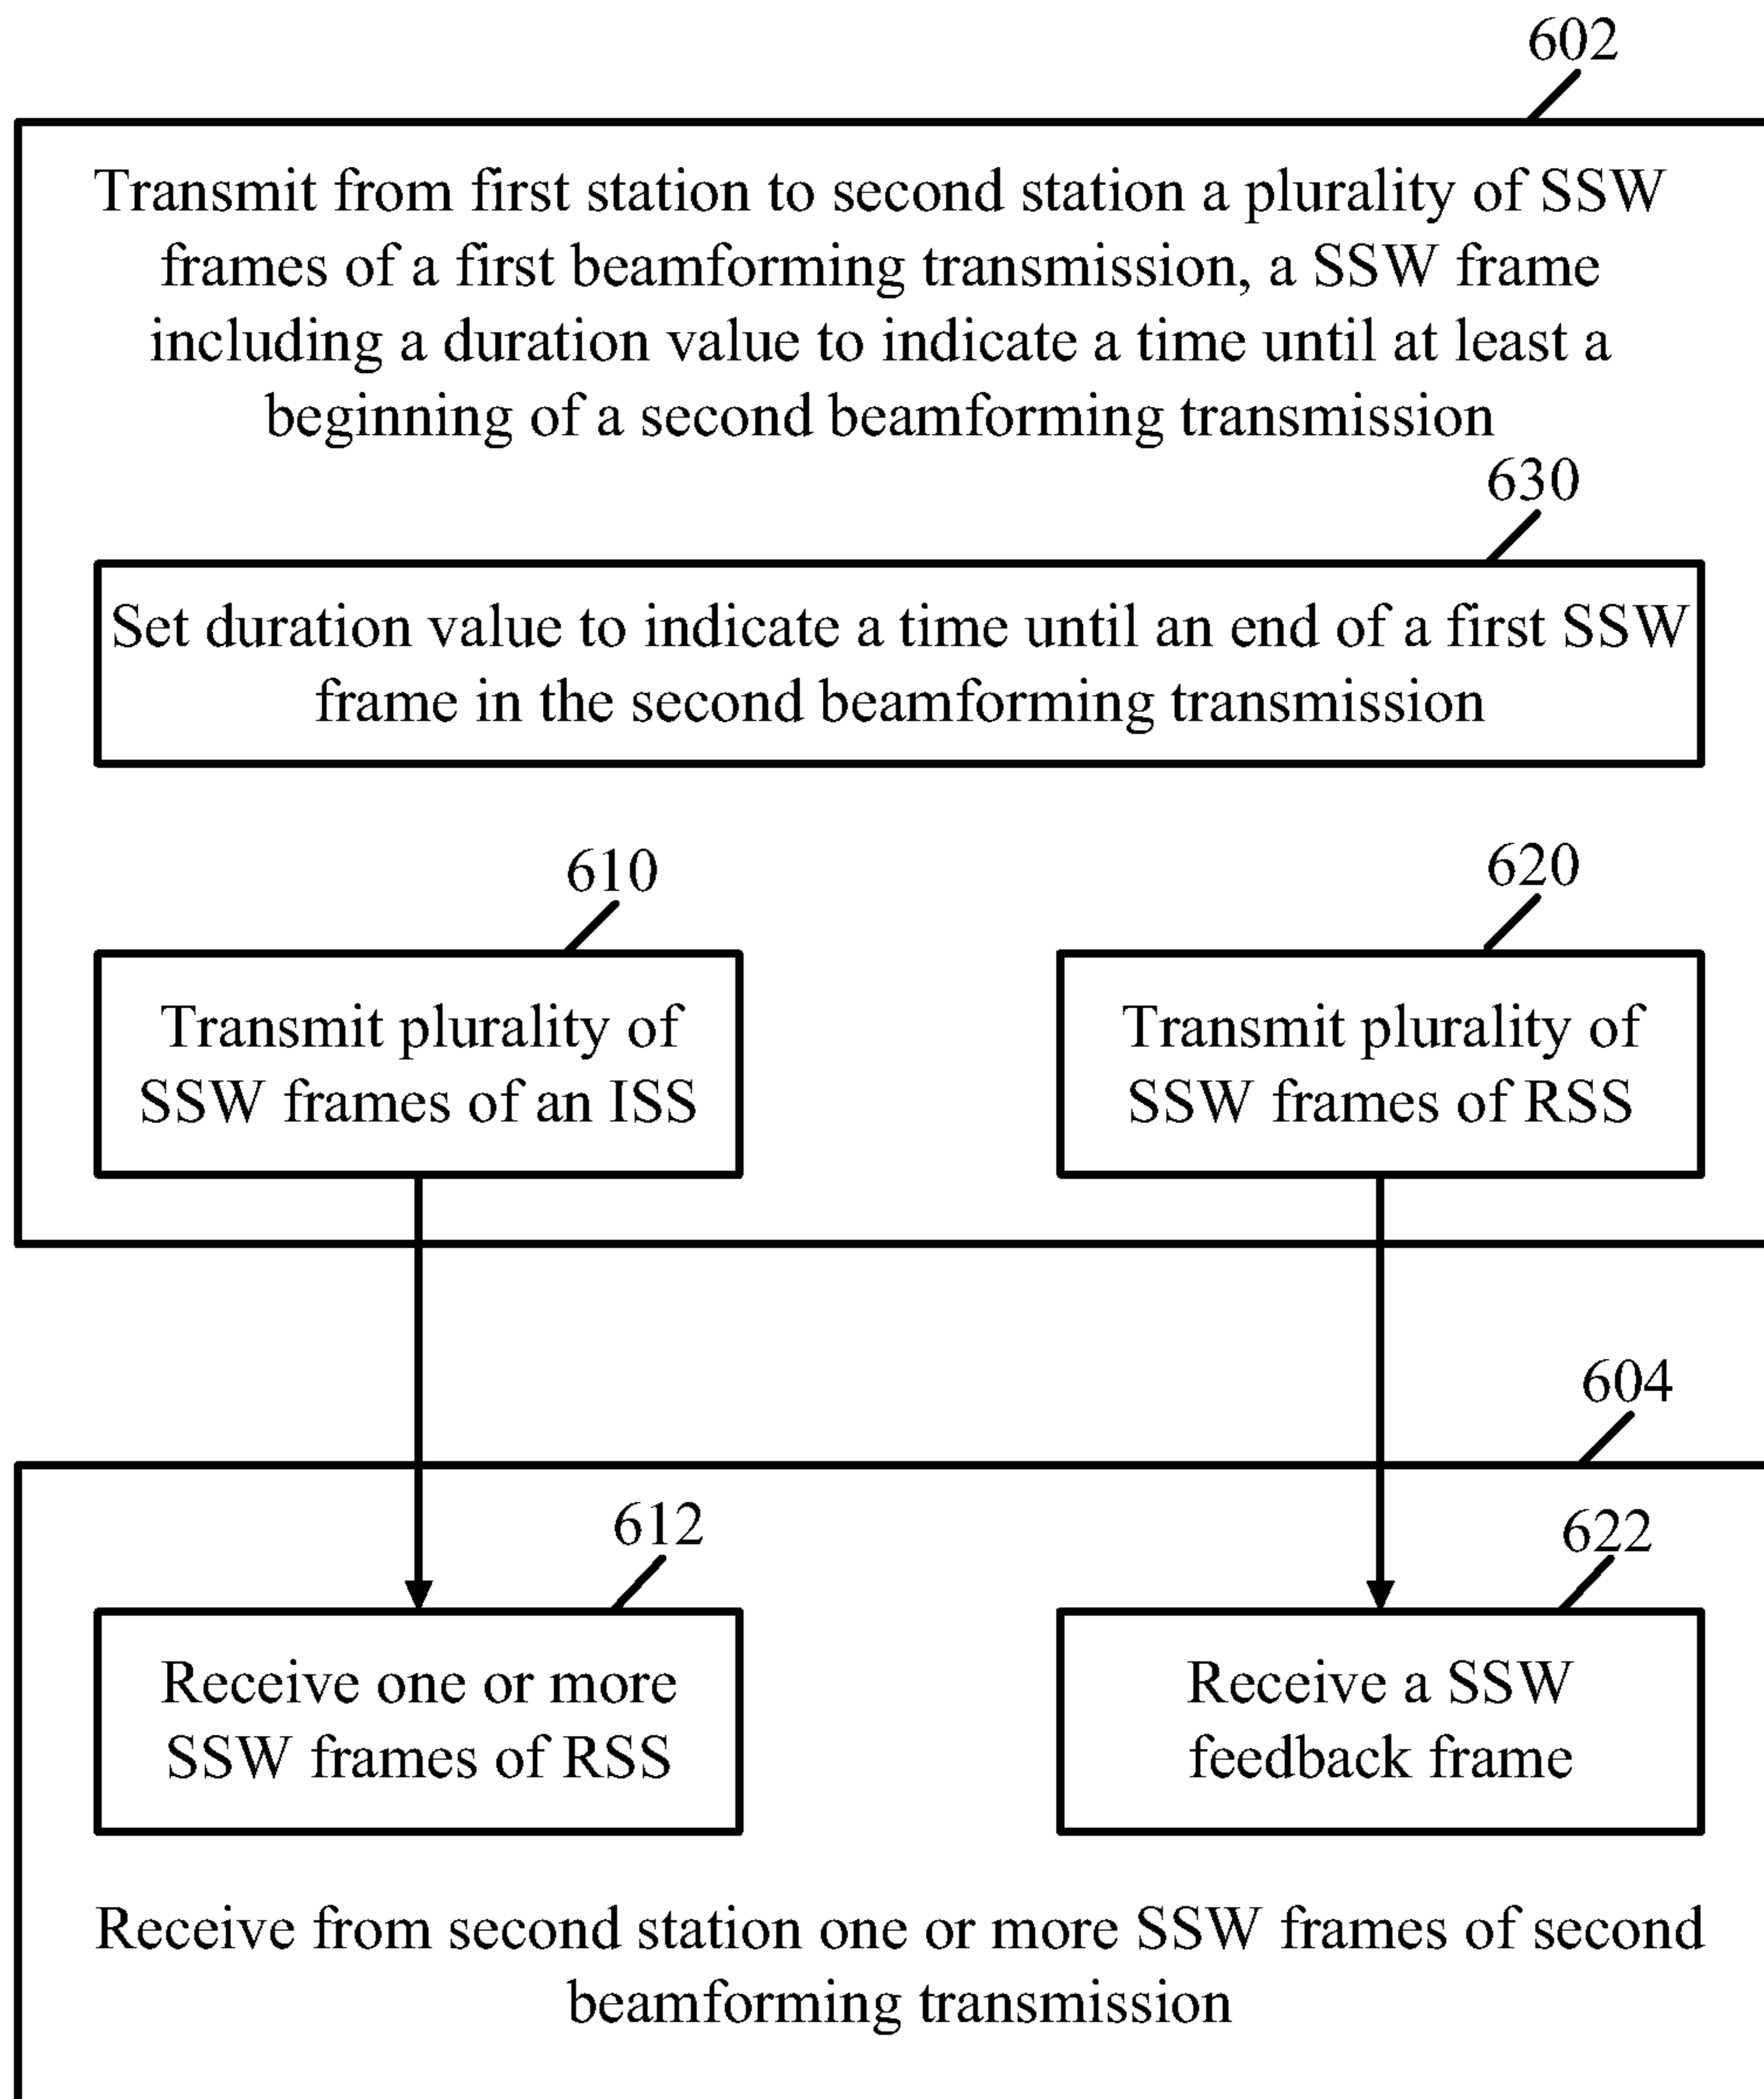 602
Transmit from first station to second station a plurality of SSW
frames of a first beamforming transmission, a SSW frame
including a duration value to indicate a time until at least a
beginning of a second beamforming transmission
630
Set duration value to indicate a time until an end of a first SSW
frame in the second beamforming transmission
610
Transmit plurality of
SSW frames of an ISS
620
Transmit plurality of
SSW frames of RSS
604
612
Receive one or more
SSW frames of RSS
622
Receive a SSW
feedback frame
Receive from second station one or more SSW frames of second
beamforming transmission